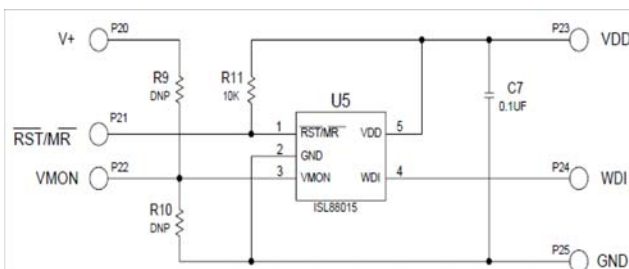 V+
P20
P23
VDD
R9
DNP
R11
10K
U5
C7
0.1UF
P21
RST/MR
1
RST/MR
VDD
5
2
GND
P22
VMON
3
VMON
WDI
4
P24
WDI
ISL88015
R10
DNP
P25
GND